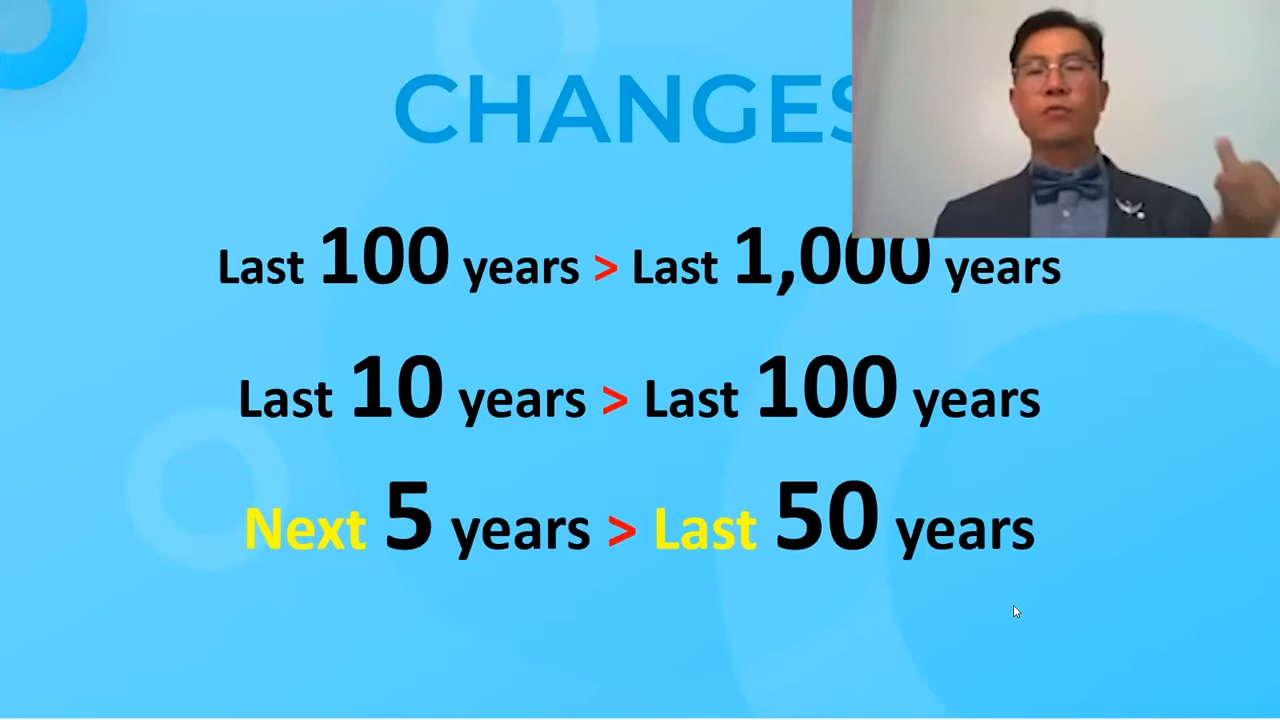 CHANGES
Last 100 years > Last 1,000 years
Last 10 years > Last 100 years
Next 5 years > Last 50 years